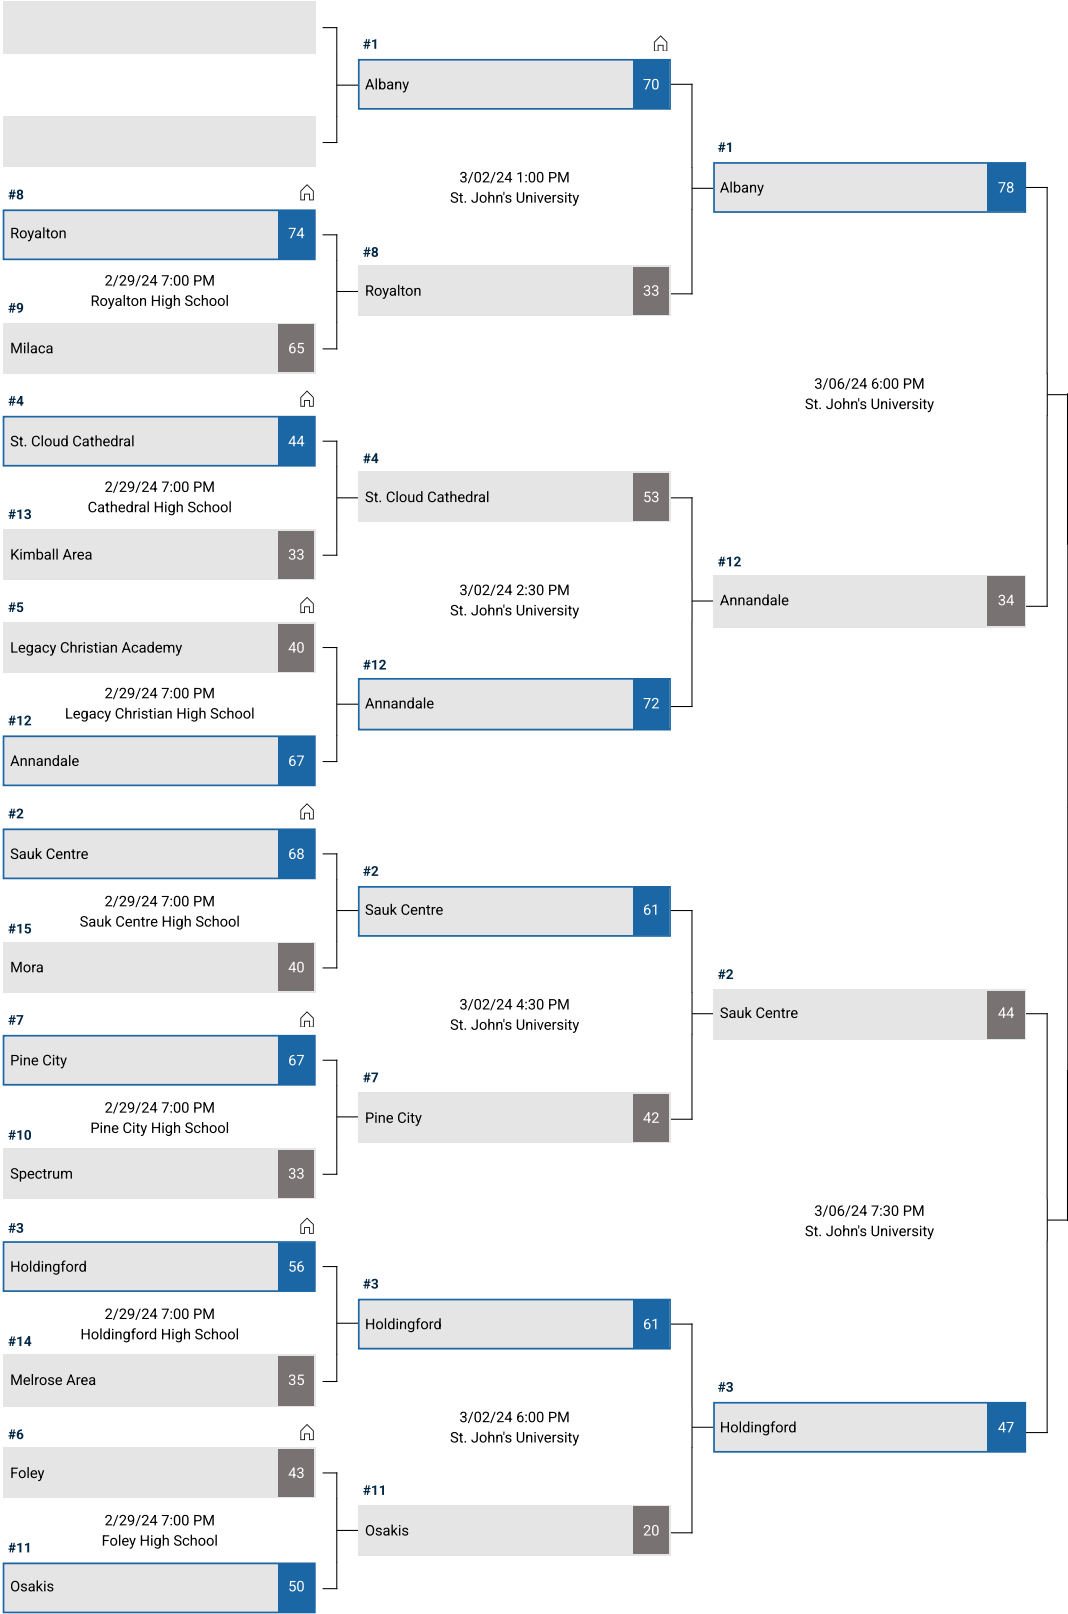 #8
Royalton 74
2/29/24 7:00 PM
Royalton High School
#9
Milaca 65
#4
St. Cloud Cathedral 44
2/29/24 7:00 PM
Cathedral High School
#13
Kimball Area 33
#5
Legacy Christian Academy 40
2/29/24 7:00 PM
Legacy Christian High School
#12
Annandale 67
#2
Sauk Centre 68
2/29/24 7:00 PM
Sauk Centre High School
#15
Mora 40
#7
Pine City 67
2/29/24 7:00 PM
Pine City High School
#10
Spectrum 33
#3
Holdingford 56
2/29/24 7:00 PM
Holdingford High School
#14
Melrose Area 35
#6
Foley 43
2/29/24 7:00 PM
Foley High School
#11
Osakis 50
#1
Albany 70
3/02/24 1:00 PM
St. John's University
#8
Royalton 33
#4
St. Cloud Cathedral 53
3/02/24 2:30 PM
St. John's University
#12
Annandale 72
#2
Sauk Centre 61
3/02/24 4:30 PM
St. John's University
#7
Pine City 42
#3
Holdingford 61
3/02/24 6:00 PM
St. John's University
#11
Osakis 20
#1
Albany 78
3/06/24 6:00 PM
St. John's University
#12
Annandale 34
#2
Sauk Centre 44
3/06/24 7:30 PM
St. John's University
#3
Holdingford 47